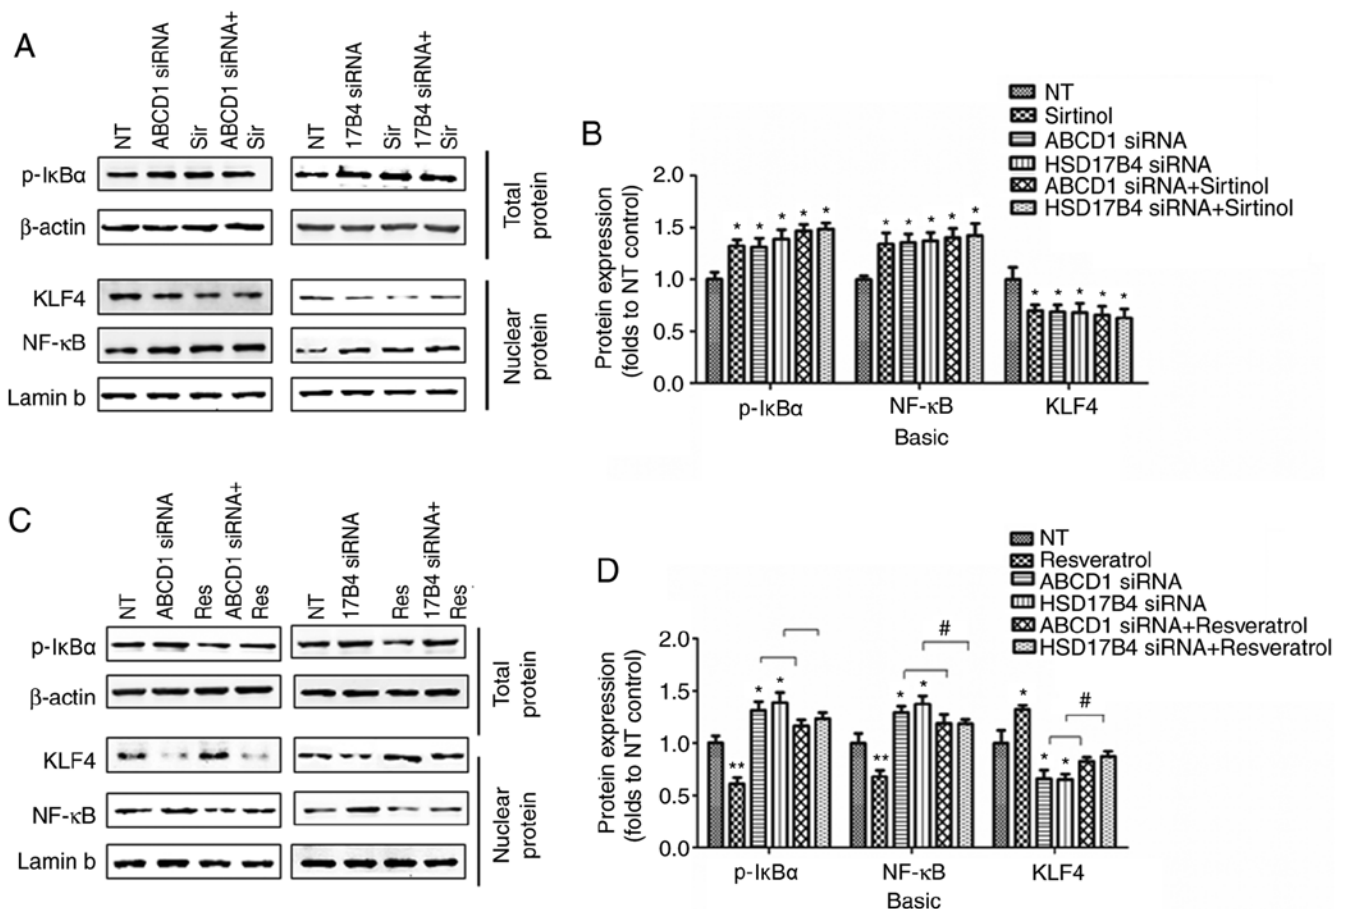 A
NT
ABCD1 siRNA
Sir
ABCD1 siRNA+
Sir
NT
17B4 siRNA
Sir
17B4 siRNA+
Sir
p-IκBα
β-actin
Total
protein
KLF4
NF-κB
Lamin b
Nuclear
protein
B
NT
Sirtinol
ABCD1 siRNA
HSD17B4 siRNA
ABCD1 siRNA+Sirtinol
HSD17B4 siRNA+Sirtinol
Protein expression
(folds to NT control)
2.0
1.5
1.0
0.5
0.0
* * * * *
* * * * *
* * * * *
p-IκBα NF-κB KLF4
Basic
C
NT
ABCD1 siRNA
Res
ABCD1 siRNA+
Res
NT
17B4 siRNA
Res
17B4 siRNA+
Res
p-IκBα
β-actin
Total
protein
KLF4
NF-κB
Lamin b
Nuclear
protein
D
NT
Resveratrol
ABCD1 siRNA
HSD17B4 siRNA
ABCD1 siRNA+Resveratrol
HSD17B4 siRNA+Resveratrol
Protein expression
(folds to NT control)
2.0
1.5
1.0
0.5
0.0
** * *
** * * #
* * * #
p-IκBα NF-κB KLF4
Basic